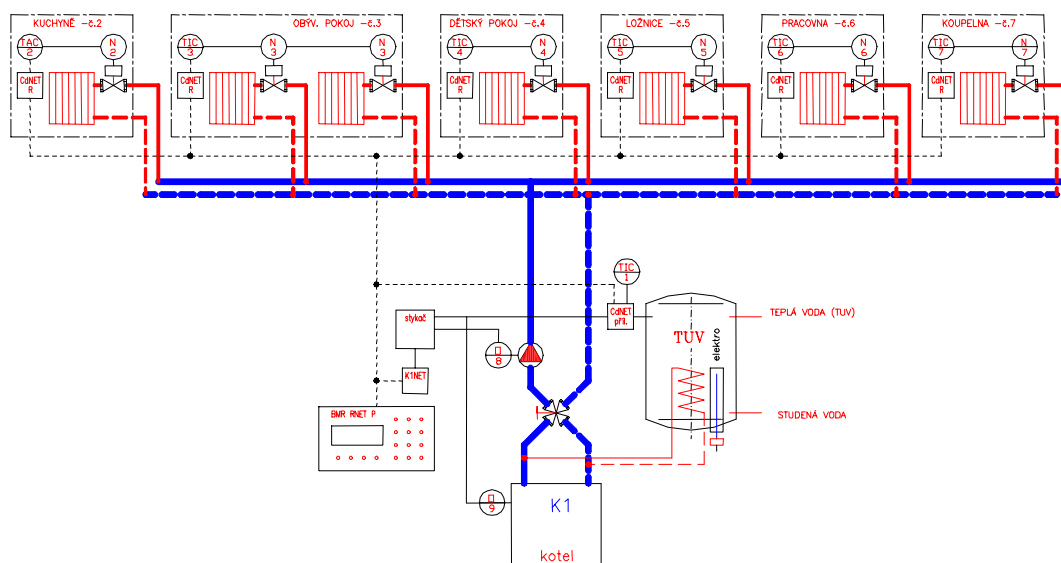 KUCHYNĚ -č.2
OBÝV. POKOJ -č.3
DĚTSKÝ POKOJ -č.4
LOŽNICE -č.5
PRACOVNA -č.6
KOUPELNA -č.7
TAC 2
N 2
TIC 3
N 3
N 3
TIC 4
N 4
TIC 5
N 5
TIC 6
N 6
TIC 7
N 7
CdNET R
CdNET R
CdNET R
CdNET R
CdNET R
CdNET R
TIC 1
stykač
CdNET při.
TEPLÁ VODA (TUV)
TUV
elektro
8
K1NET
BMR RNET P
STUDENÁ VODA
9
K1
kotel